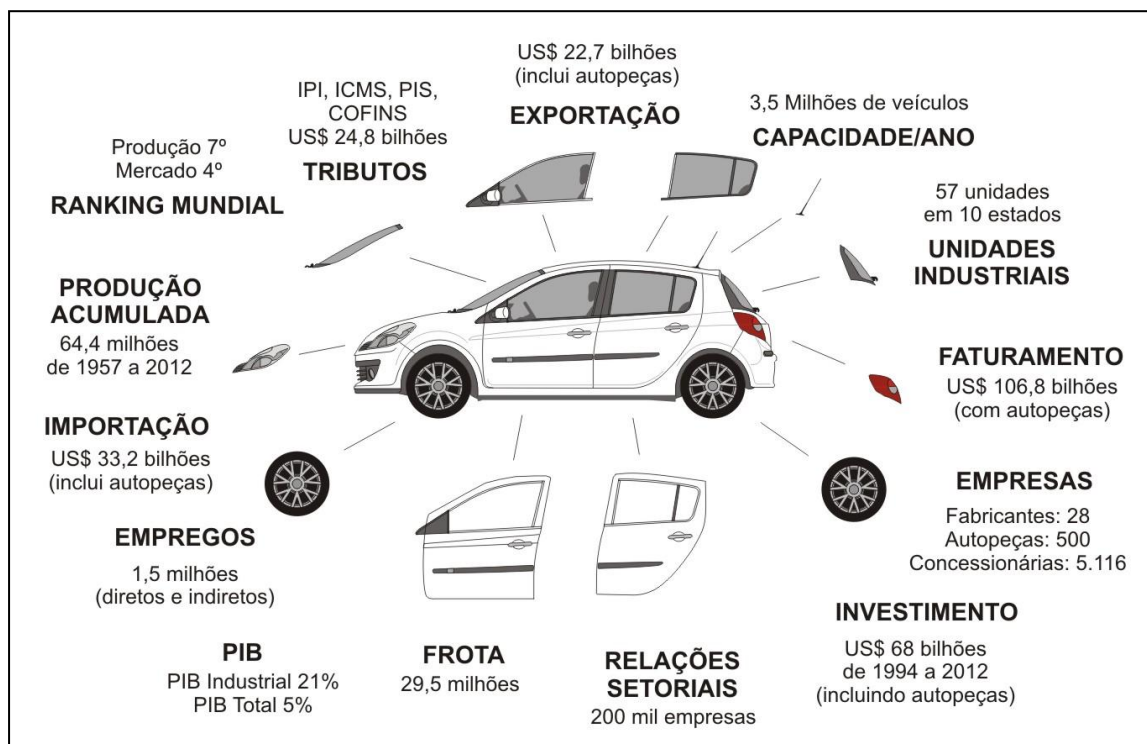 US$ 22,7 bilhões
(inclui autopeças)
EXPORTAÇÃO
IPI, ICMS, PIS,
COFINS
US$ 24,8 bilhões
TRIBUTOS
3,5 Milhões de veículos
CAPACIDADE/ANO
Produção 7º
Mercado 4º
RANKING MUNDIAL
57 unidades
em 10 estados
UNIDADES
INDUSTRIAIS
PRODUÇÃO
ACUMULADA
64,4 milhões
de 1957 a 2012
FATURAMENTO
US$ 106,8 bilhões
(com autopeças)
IMPORTAÇÃO
US$ 33,2 bilhões
(inclui autopeças)
EMPRESAS
Fabricantes: 28
Autopeças: 500
Concessionárias: 5.116
EMPREGOS
1,5 milhões
(diretos e indiretos)
INVESTIMENTO
US$ 68 bilhões
de 1994 a 2012
(incluindo autopeças)
PIB
PIB Industrial 21%
PIB Total 5%
FROTA
29,5 milhões
RELAÇÕES
SETORIAIS
200 mil empresas